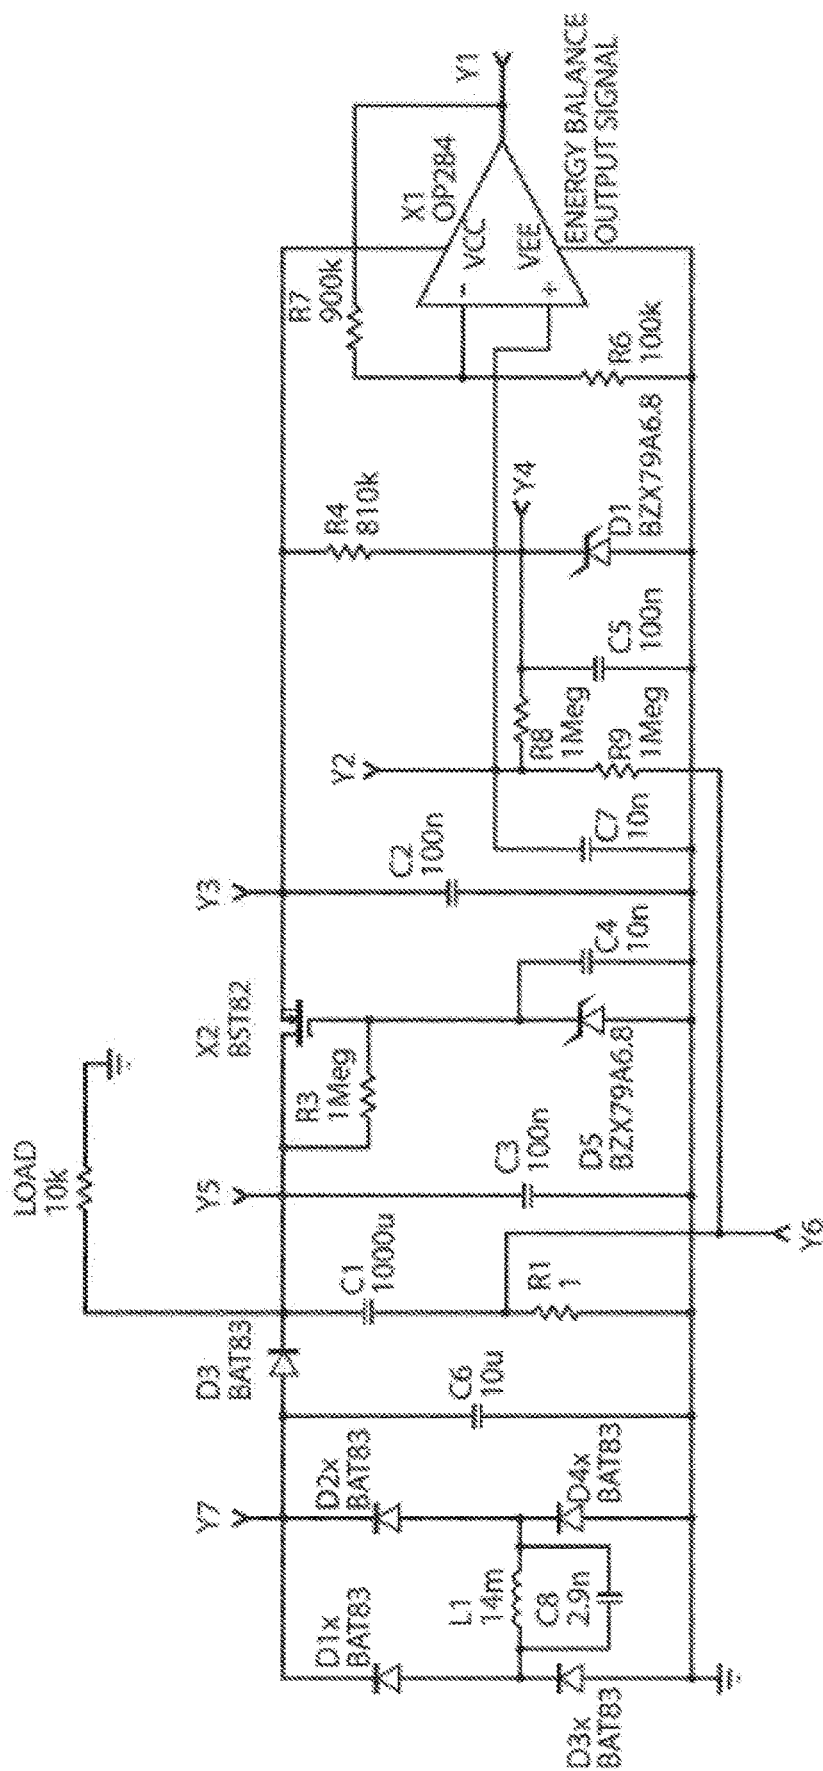 LOAD
10k
Y7
D3
BAT83
Y5
X2
BST82
Y3
D1x
BAT83
D2x
BAT83
C6
10u
C1
1000u
R3
1Meg
C3
100n
C2
100n
Y2
R4
810k
R7
900k
X1
OP284
Y1
VCC
-
VEE
+
ENERGY BALANCE
OUTPUT SIGNAL
L1
14m
C8
2.9n
D3x
BAT83
D4x
BAT83
R1
1
Y6
D5
BZX79A6.8
C4
10n
C7
10n
R8
1Meg
R9
1Meg
C5
100n
Y4
D1
BZX79A6.8
R6
100k